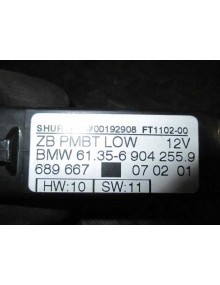 SHUR 00192908 FT1102-00
ZB PMBT LOW 12V
BMW 61.35-6 904 255.9
689 667 07 02 01
HW:10 SW:11